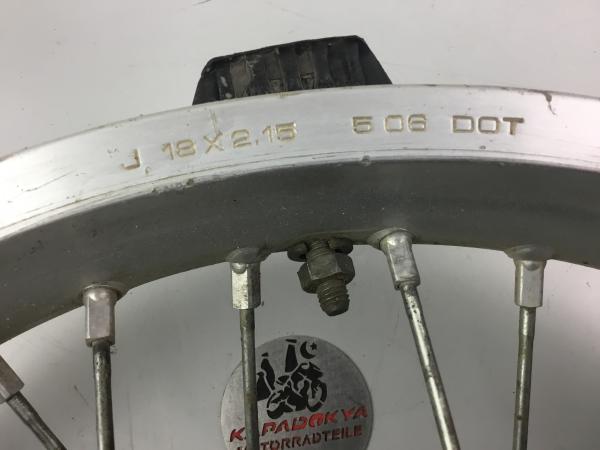 J 18 X 2.15 5 06 DOT
KAPADOKYA
MOTORRADTEILE